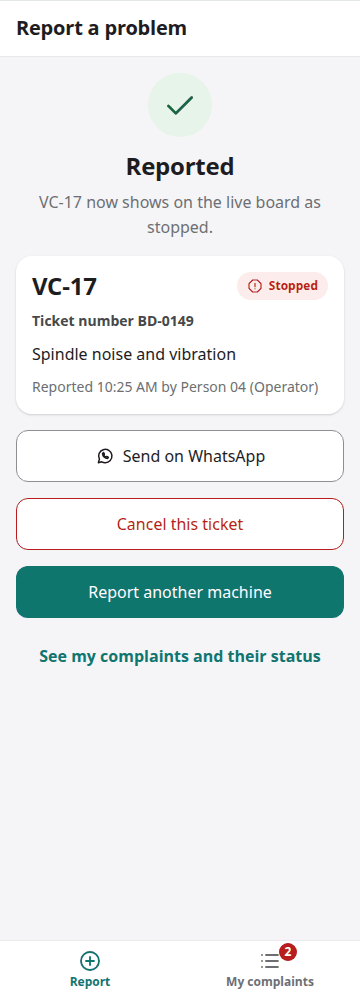 Report a problem
Reported
VC-17 now shows on the live board as
stopped.
VC-17
Stopped
Ticket number BD-0149
Spindle noise and vibration
Reported 10:25 AM by Person 04 (Operator)
Send on WhatsApp
Cancel this ticket
Report another machine
See my complaints and their status
2
Report
My complaints